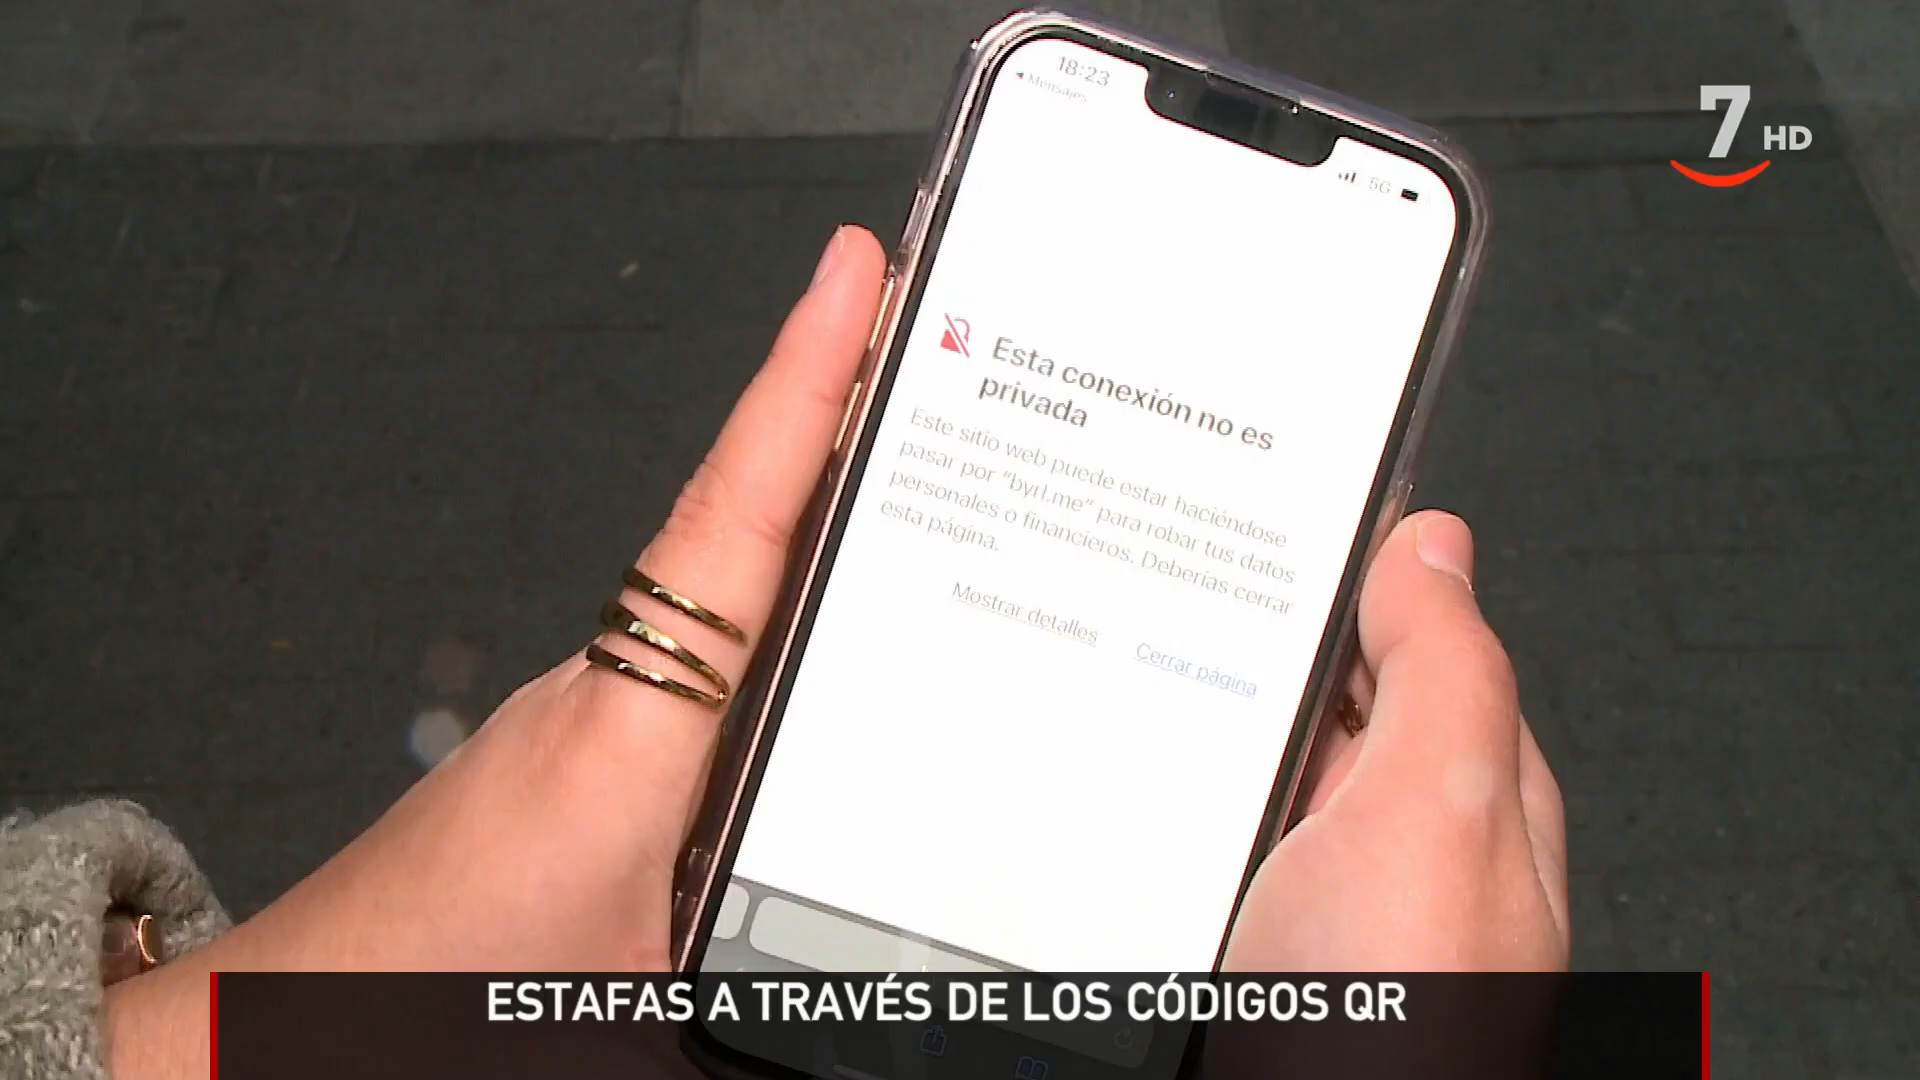 18:23
Mensajes
5G
7 HD
Esta conexión no es
privada
Este sitio web puede estar haciéndose
pasar por "byrl.me" para robar tus datos
personales o financieros. Deberías cerrar
esta página.
Mostrar detalles
Cerrar página
ESTAFAS A TRAVÉS DE LOS CÓDIGOS QR